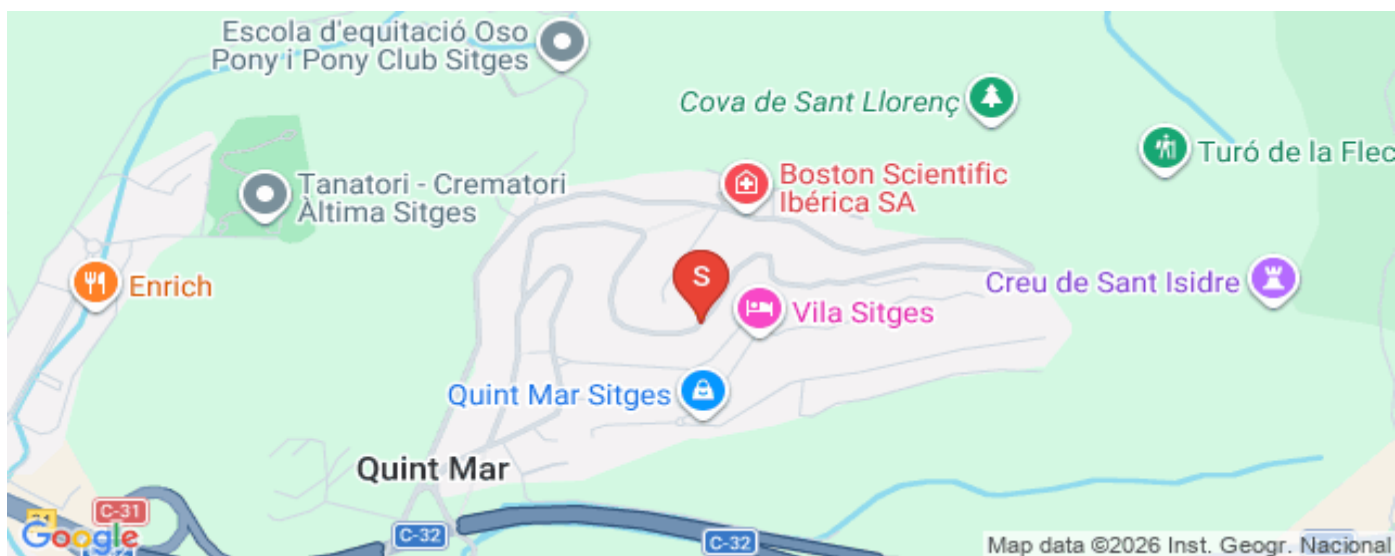 Escola d'equitació Oso
Pony i Pony Club Sitges
Cova de Sant Llorenç
Turó de la Flec
Boston Scientific
Ibérica SA
Tanatori - Crematori
Àltima Sitges
Enrich
S
Creu de Sant Isidre
Vila Sitges
Quint Mar Sitges
Quint Mar
C-31
C-32
C-32
Google
Map data ©2026 Inst. Geogr. Nacional